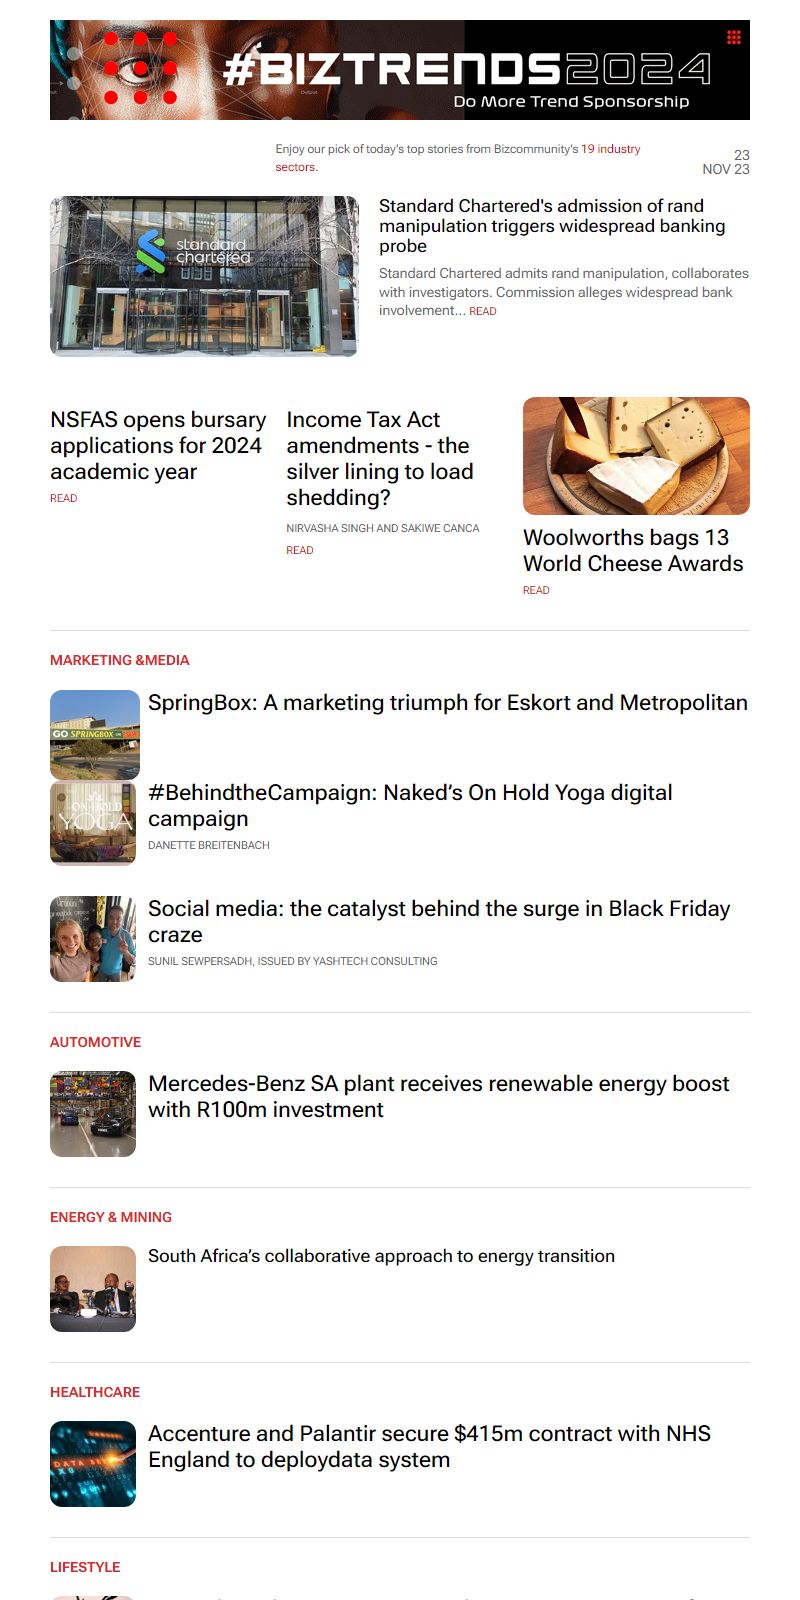 #BIZTRENDS2024
Do More Trend Sponsorship
Enjoy our pick of today's top stories from Bizcommunity's 19 industry
sectors.
23
NOV 23
standard
chartered
Standard Chartered's admission of rand
manipulation triggers widespread banking
probe
Standard Chartered admits rand manipulation, collaborates
with investigators. Commission alleges widespread bank
involvement... READ
NSFAS opens bursary
applications for 2024
academic year
READ
Income Tax Act
amendments - the
silver lining to load
shedding?
NIRVASHA SINGH AND SAKIWE CANCA
READ
Woolworths bags 13
World Cheese Awards
READ
MARKETING &MEDIA
GO SPRINGBOX
SpringBox: A marketing triumph for Eskort and Metropolitan
ON HOLD
YOGA
#BehindtheCampaign: Naked’s On Hold Yoga digital
campaign
DANETTE BREITENBACH
Social media: the catalyst behind the surge in Black Friday
craze
SUNIL SEWPERSADH, ISSUED BY YASHTECH CONSULTING
AUTOMOTIVE
Mercedes-Benz SA plant receives renewable energy boost
with R100m investment
ENERGY & MINING
South Africa’s collaborative approach to energy transition
HEALTHCARE
DATA
Accenture and Palantir secure $415m contract with NHS
England to deploydata system
LIFESTYLE